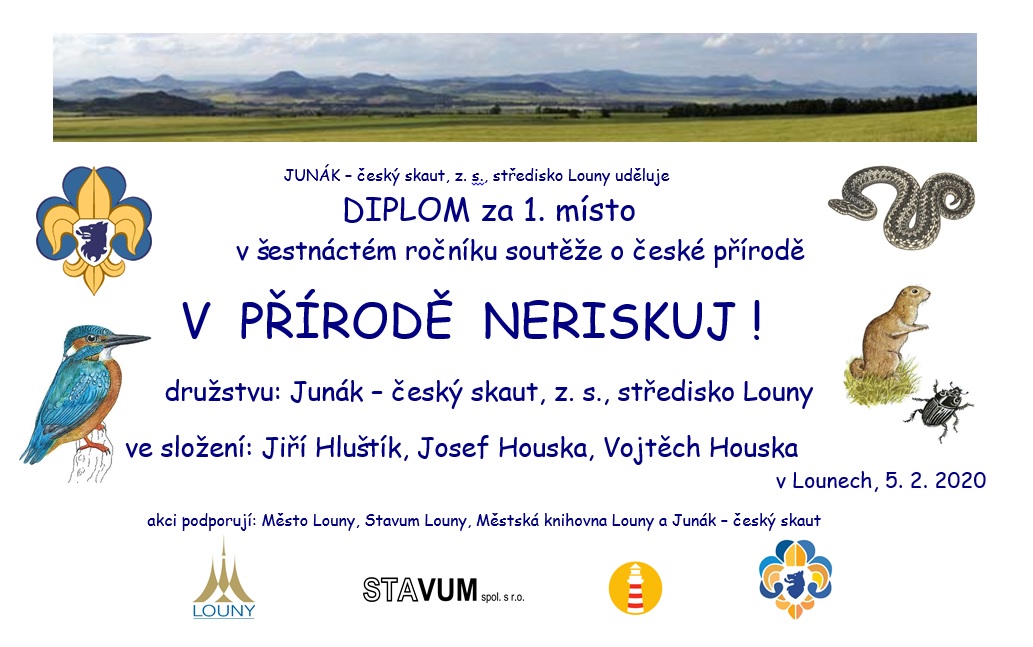 JUNÁK – český skaut, z. s., středisko Louny uděluje
DIPLOM za 1. místo
v šestnáctém ročníku soutěže o české přírodě
V PŘÍRODĚ NERISKUJ !
družstvu: Junák – český skaut, z. s., středisko Louny
ve složení: Jiří Hluštík, Josef Houska, Vojtěch Houska
v Lounech, 5. 2. 2020
akci podporují: Město Louny, Stavum Louny, Městská knihovna Louny a Junák – český skaut
LOUNY
STAVUM spol. s r.o.